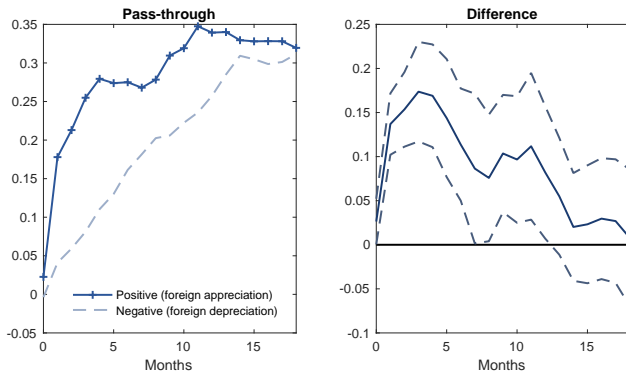 Pass-through
0.35
0.3
0.25
0.2
0.15
0.1
0.05
0
-0.05
Positive (foreign appreciation)
Negative (foreign depreciation)
0 5 10 15
Months
Difference
0.25
0.2
0.15
0.1
0.05
0
-0.05
-0.1
0 5 10 15
Months